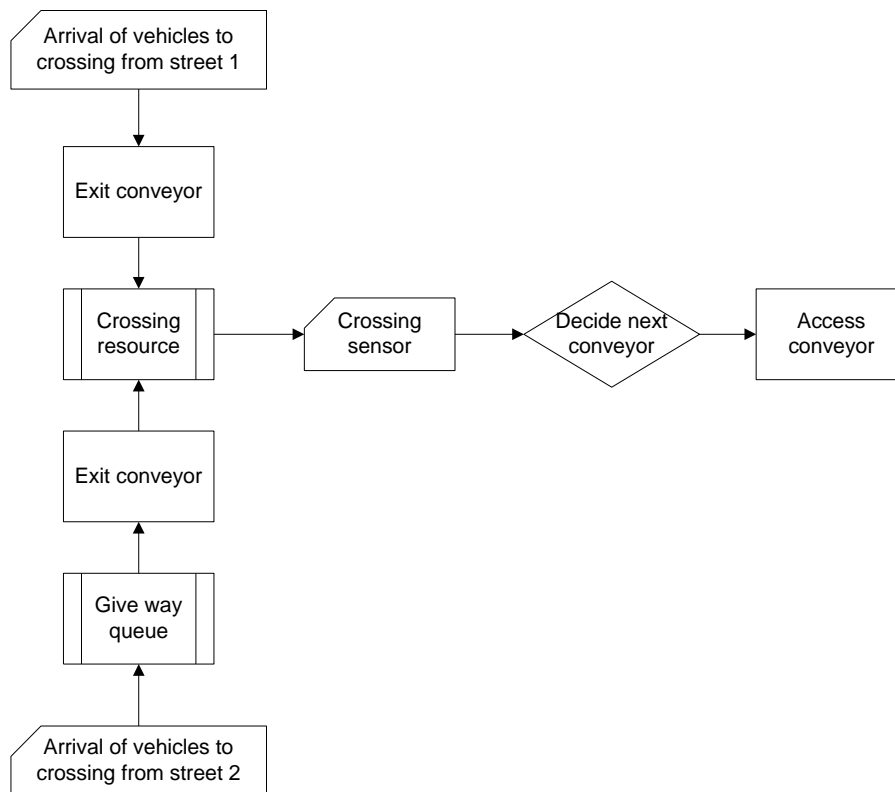 Arrival of vehicles to
crossing from street 1
Exit conveyor
Crossing
resource
Crossing
sensor
Decide next
conveyor
Access
conveyor
Exit conveyor
Give way
queue
Arrival of vehicles to
crossing from street 2